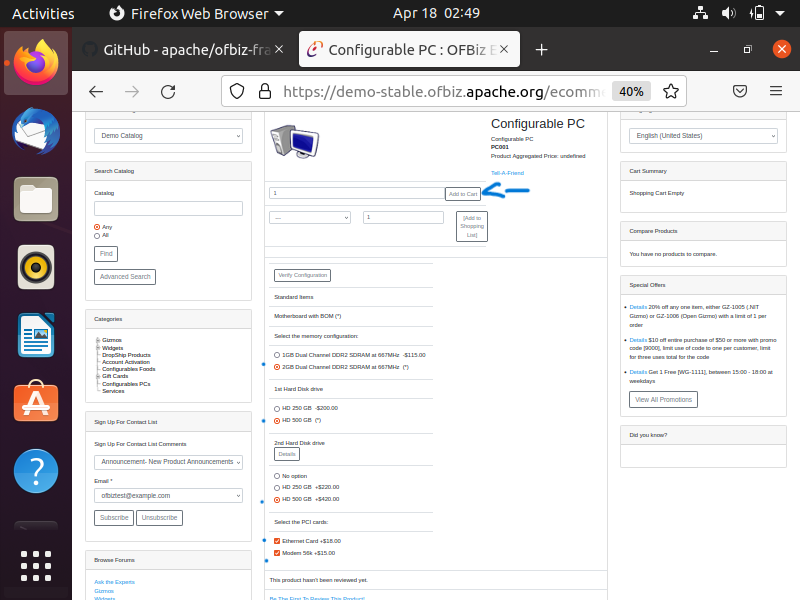 Activities
Firefox Web Browser
Apr 18 02:49
GitHub - apache/ofbiz-fra
Configurable PC : OFBiz E
https://demo-stable.ofbiz.apache.org/ecomme
40%
Demo Catalog
Search Catalog
Catalog
Any
All
Find
Advanced Search
Categories
Gizmos
Widgets
DropShip Products
Account Activation
Configurables Foods
Gift Cards
Configurables PCs
Services
Sign Up For Contact List
Sign Up For Contact List Comments
Announcement- New Product Announcements
Email *
ofbiztest@example.com
Subscribe
Unsubscribe
Browse Forums
Ask the Experts
Gizmos
Widgets
Configurable PC
Configurable PC
PC001
Product Aggregated Price: undefined
Tell-A-Friend
1
Add to Cart
---
1
[Add to
Shopping
List]
Verify Configuration
Standard Items
Motherboard with BOM (*)
Select the memory configuration:
1GB Dual Channel DDR2 SDRAM at 667MHz -$115.00
2GB Dual Channel DDR2 SDRAM at 667MHz (*)
1st Hard Disk drive
HD 250 GB -$200.00
HD 500 GB (*)
2nd Hard Disk drive
Details
No option
HD 250 GB +$220.00
HD 500 GB +$420.00
Select the PCI cards:
Ethernet Card +$18.00
Modem 56k +$15.00
This product hasn't been reviewed yet.
Be The First To Review This Product!
English (United States)
Cart Summary
Shopping Cart Empty
Compare Products
You have no products to compare.
Special Offers
Details 20% off any one item, either GZ-1005 (.NIT
Gizmo) or GZ-1006 (Open Gizmo) with a limit of 1 per
order
Details $10 off entire purchase of $50 or more with promo
code [9000], limit use of code to one per customer, limit
for three uses total for the code
Details Get 1 Free [WG-1111], between 15:00 - 18:00 at
weekdays
View All Promotions
Did you know?